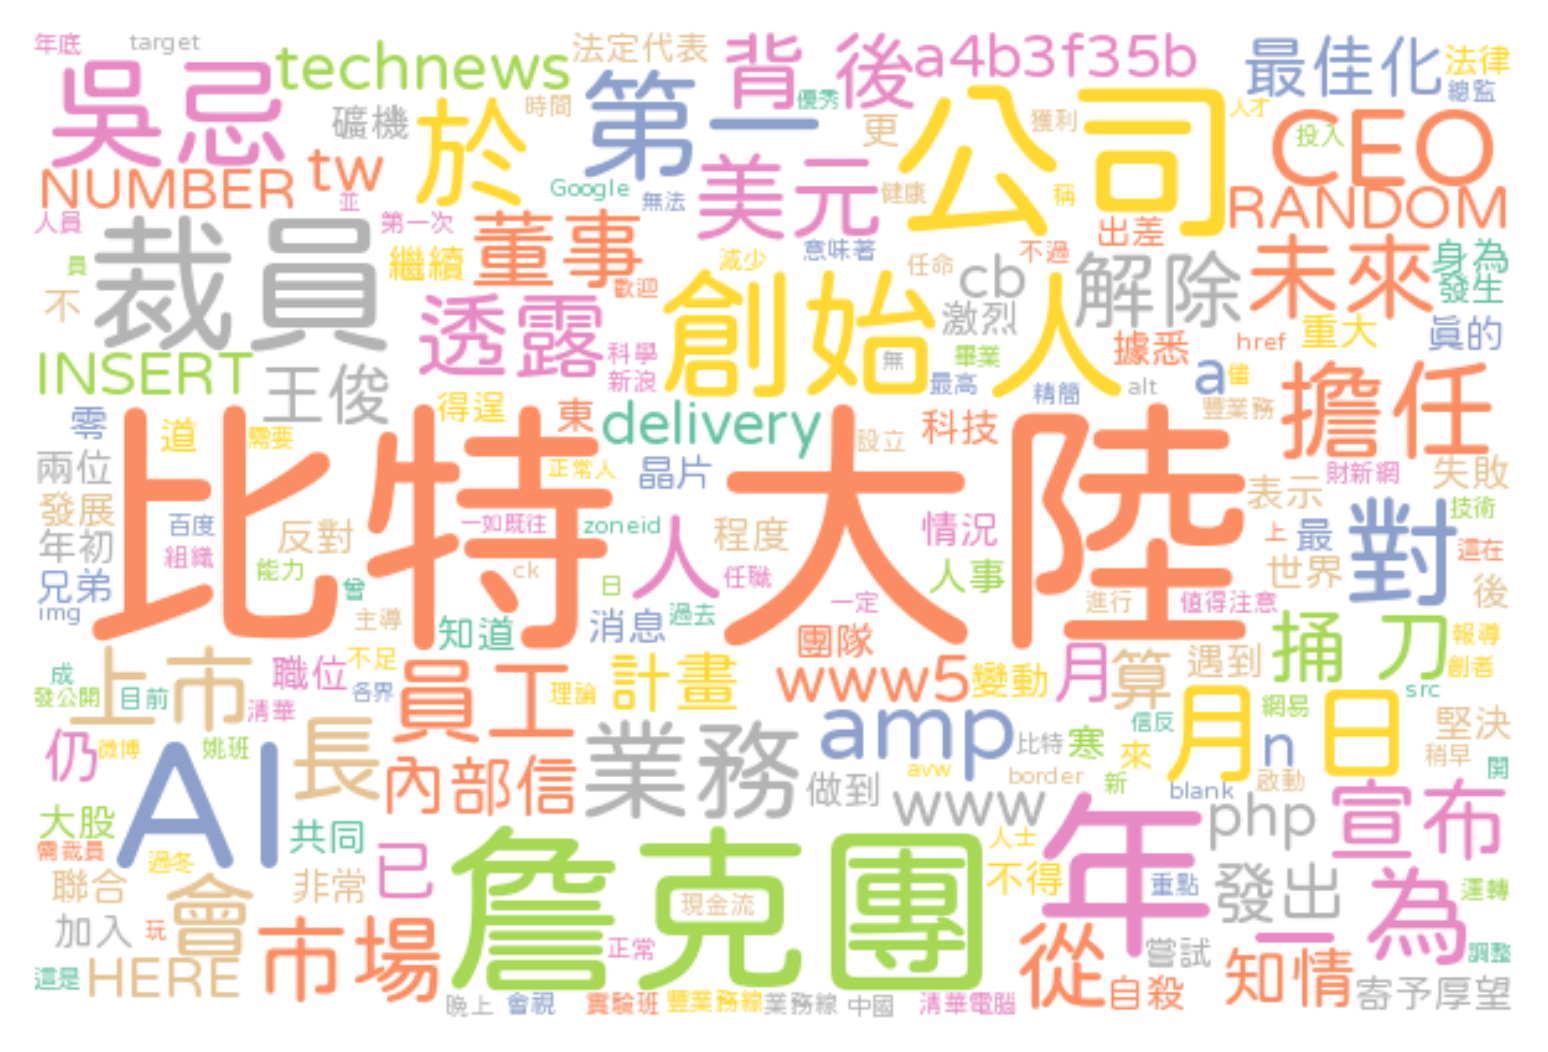 年底 target technews 法定代表 背後 a4b3f35b 最佳化 法律
吳忌 礦機 於 時間 第一 優秀 更 公司 獲利 人才 投入 CEO 總監
NUMBER tw 並 Google 無法 美元 健康 稱 RANDOM
人員 裁員 第一次 董事 意味著 出差 未來 身為
員 繼續 歡迎 減少 任命 cb 不過 解除 發生
不 透露 創始人 激烈 據悉 href 重大 真的
INSERT 王俊 科學 新浪 無 畢業 最高 精簡 alt a 儘 擔任
零 道 需要 得逞 東 delivery 設立 科技 豐業務
兩位 比特大陸 正常人 晶片 表示 財新網 失敗
發展 百度 反對 一如既往 zoneid 人 程度 情況 上 最 對 技術
年初 組織 能力 ck 日 任職 人事 世界 這在
兄弟 img 曾 主導 知道 消息 過去 一定 進行 值得注意 後
成 上市 職位 不足 員工 計畫 團隊 www5 變動 月 算 遇到 捅刀 報導 創者
發公開 目前 清華 各界 理論 src
仍 微博 姚班 長 內部信 業務 amp 比特 寒 來 信反 月 n 網易 日 堅決
AI 做到 avw border 新 blank 啟動 稍早 開
大股 共同 www php 宣布
需裁員 過冬 已 詹克團 人士 年
聯合 會 非常 現金流 不得 重點 發出 為 運轉
加入 玩 市場 正常 從 嘗試 一 知情 調整
這是 HERE 晚上 會視 實驗班 豐業務線 業務線 中國 清華電腦 自殺 寄予厚望